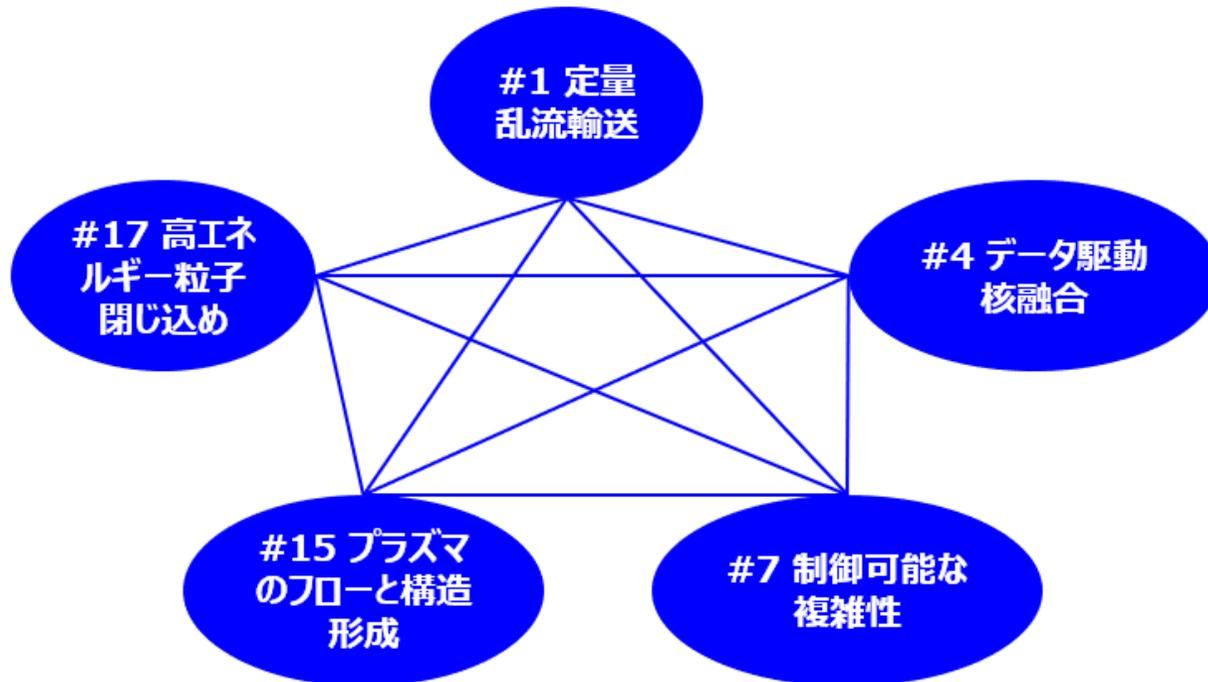 #1 定量
乱流輸送
#17 高エネ
ルギー粒子
閉じ込め
#4 データ駆動
核融合
#15 プラズマ
のフローと構造
形成
#7 制御可能な
複雑性